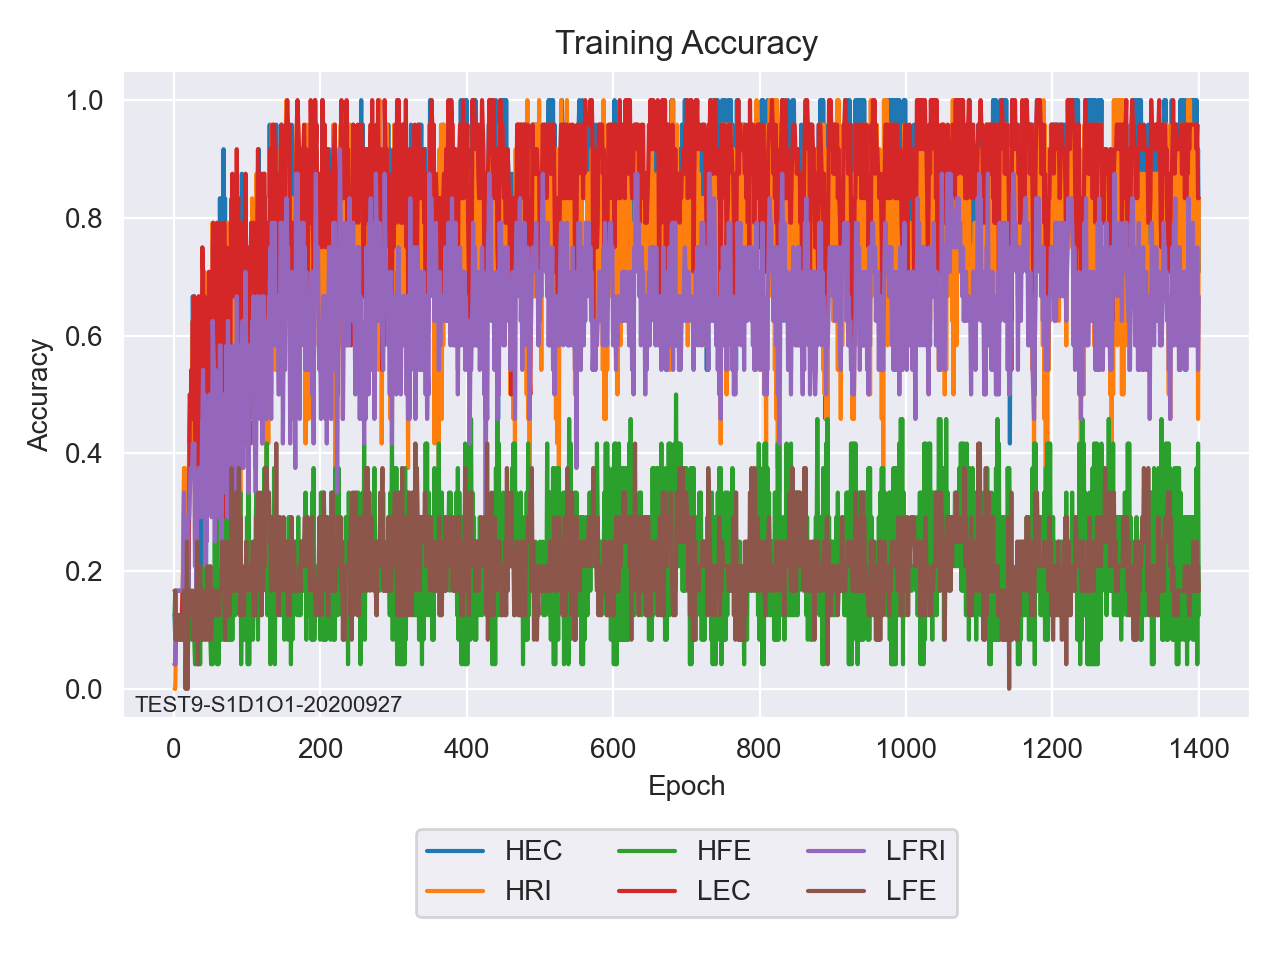 Training Accuracy
Accuracy
1.0
0.8
0.6
0.4
0.2
0.0
TEST9-S1D1O1-20200927
0 200 400 600 800 1000 1200 1400
Epoch
HEC HFE LFRI
HRI LEC LFE